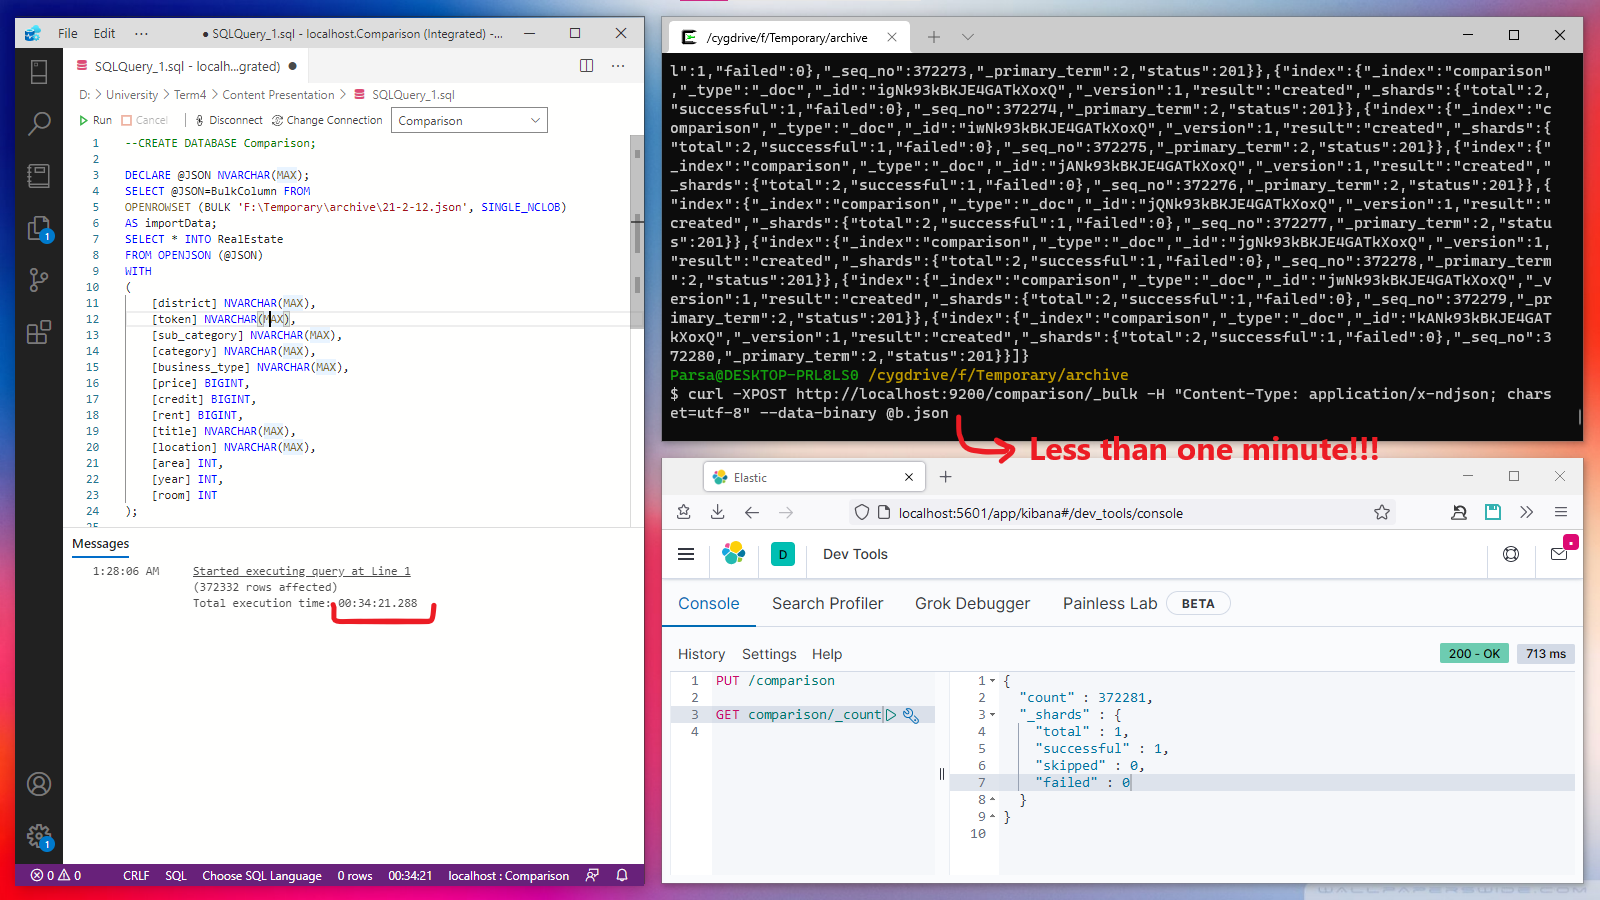 File Edit ··· ● SQLQuery_1.sql - localhost.Comparison (Integrated) -...
SQLQuery_1.sql - localh...grated) ●
D: > University > Term4 > Content Presentation > SQLQuery_1.sql
Run Cancel Disconnect Change Connection Comparison
1 --CREATE DATABASE Comparison;
2
3 DECLARE @JSON NVARCHAR(MAX);
4 SELECT @JSON=BulkColumn FROM
5 OPENROWSET (BULK 'F:\Temporary\archive\21-2-12.json', SINGLE_NCLOB)
6 AS importData;
7 SELECT * INTO RealEstate
8 FROM OPENJSON (@JSON)
9 WITH
10 (
11 [district] NVARCHAR(MAX),
12 [token] NVARCHAR(MAX),
13 [sub_category] NVARCHAR(MAX),
14 [category] NVARCHAR(MAX),
15 [business_type] NVARCHAR(MAX),
16 [price] BIGINT,
17 [credit] BIGINT,
18 [rent] BIGINT,
19 [title] NVARCHAR(MAX),
20 [location] NVARCHAR(MAX),
21 [area] INT,
22 [year] INT,
23 [room] INT
24 );
25
Messages
1:28:06 AM Started executing query at Line 1
(372332 rows affected)
Total execution time: 00:34:21.288
1
1
0 0 CRLF SQL Choose SQL Language 0 rows 00:34:21 localhost : Comparison
/cygdrive/f/Temporary/archive
l":1,"failed":0},"_seq_no":372273,"_primary_term":2,"status":201}},{"index":{"_index":"comparison"
,"_type":"_doc","_id":"igNk93kBKJE4GATkXoxQ","_version":1,"result":"created","_shards":{"total":2,
"successful":1,"failed":0},"_seq_no":372274,"_primary_term":2,"status":201}},{"index":{"_index":"c
omparison","_type":"_doc","_id":"iwNk93kBKJE4GATkXoxQ","_version":1,"result":"created","_shards":{
"total":2,"successful":1,"failed":0},"_seq_no":372275,"_primary_term":2,"status":201}},{"index":{"
_index":"comparison","_type":"_doc","_id":"jANk93kBKJE4GATkXoxQ","_version":1,"result":"created",
"_shards":{"total":2,"successful":1,"failed":0},"_seq_no":372276,"_primary_term":2,"status":201}},{
"index":{"_index":"comparison","_type":"_doc","_id":"jQNk93kBKJE4GATkXoxQ","_version":1,"result":"
created","_shards":{"total":2,"successful":1,"failed":0},"_seq_no":372277,"_primary_term":2,"statu
s":201}},{"index":{"_index":"comparison","_type":"_doc","_id":"jgNk93kBKJE4GATkXoxQ","_version":1,
"result":"created","_shards":{"total":2,"successful":1,"failed":0},"_seq_no":372278,"_primary_term
":2,"status":201}},{"index":{"_index":"comparison","_type":"_doc","_id":"jwNk93kBKJE4GATkXoxQ","_v
ersion":1,"result":"created","_shards":{"total":2,"successful":1,"failed":0},"_seq_no":372279,"_pr
imary_term":2,"status":201}},{"index":{"_index":"comparison","_type":"_doc","_id":"kANk93kBKJE4GAT
kXoxQ","_version":1,"result":"created","_shards":{"total":2,"successful":1,"failed":0},"_seq_no":3
72280,"_primary_term":2,"status":201}}]}
Parsa@DESKTOP-PRL8LS0 /cygdrive/f/Temporary/archive
$ curl -XPOST http://localhost:9200/comparison/_bulk -H "Content-Type: application/x-ndjson; chars
et=utf-8" --data-binary @b.json
Less than one minute!!!
Elastic
localhost:5601/app/kibana#/dev_tools/console
D Dev Tools
Console Search Profiler Grok Debugger Painless Lab BETA
History Settings Help 200 - OK 713 ms
1 PUT /comparison
2
3 GET comparison/_count
4
1 {
2 "count" : 372281,
3 "_shards" : {
4 "total" : 1,
5 "successful" : 1,
6 "skipped" : 0,
7 "failed" : 0
8 }
9 }
10